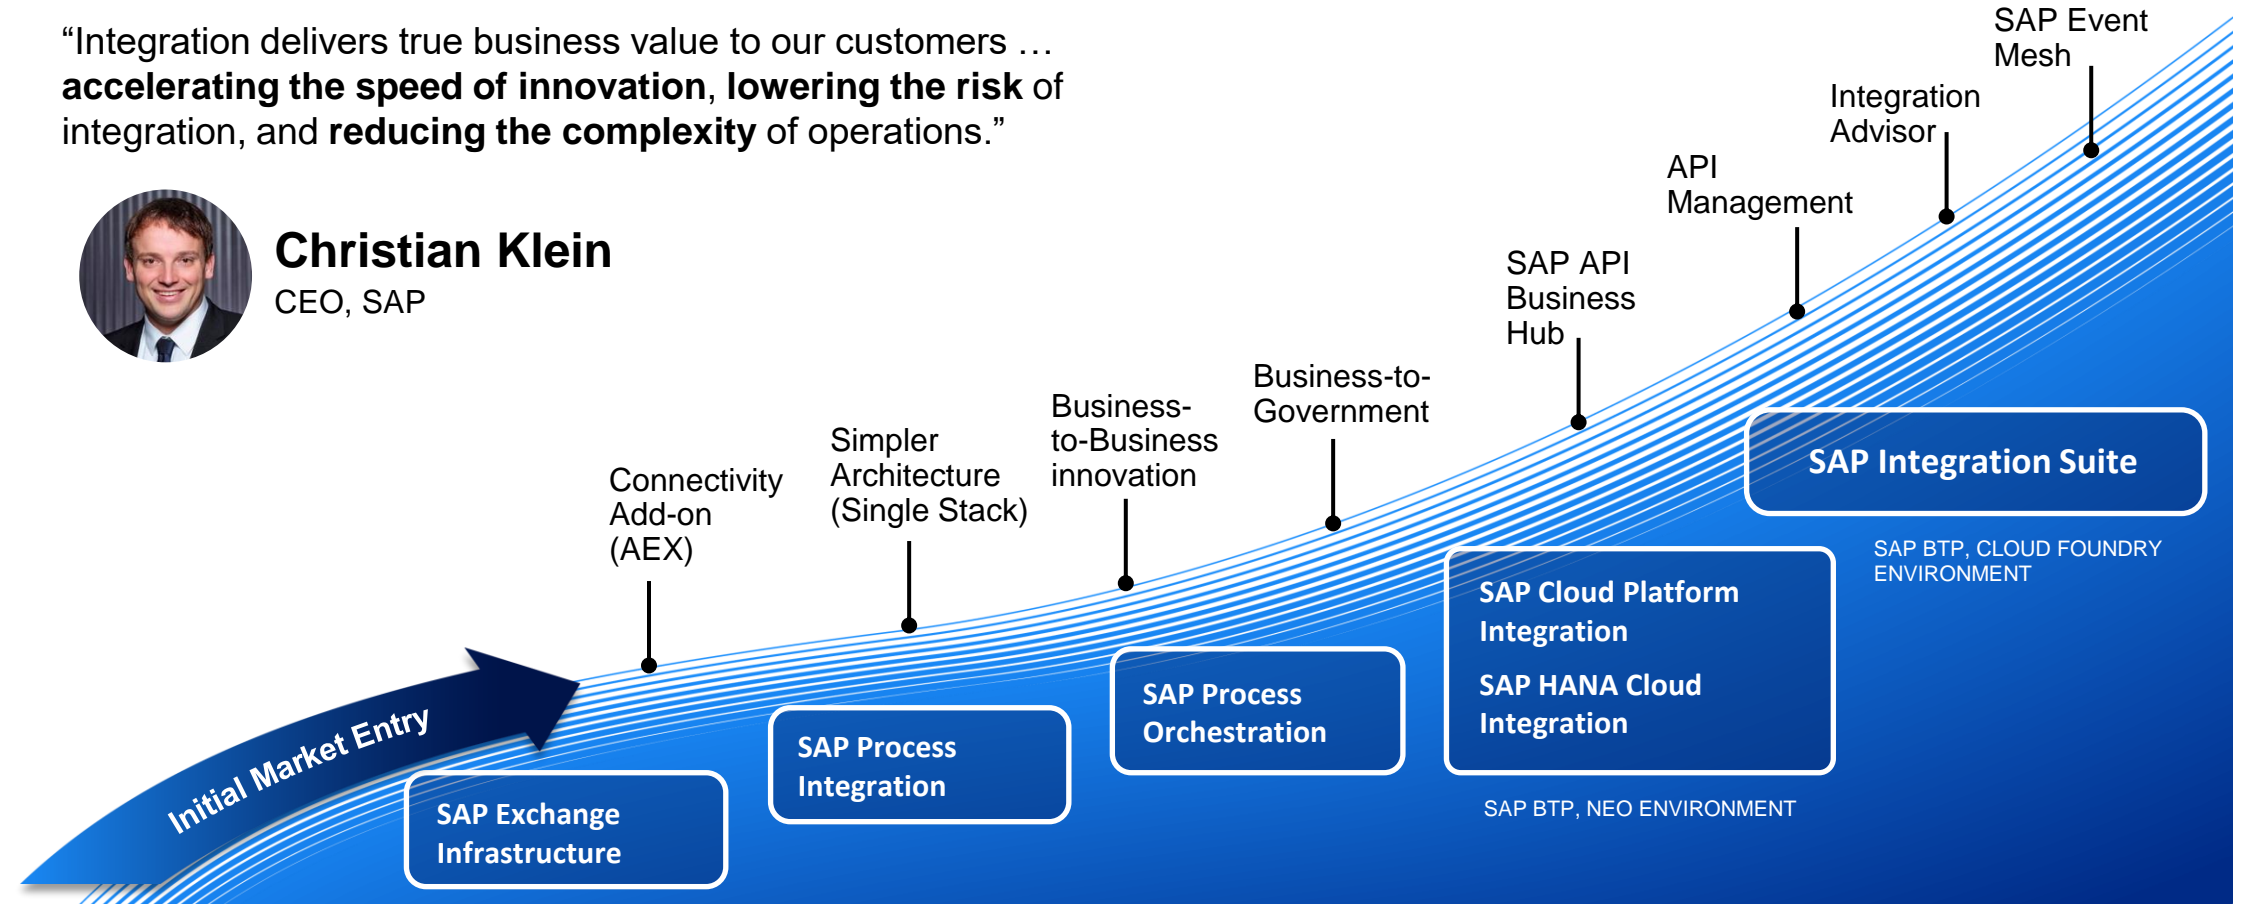 “Integration delivers true business value to our customers …
accelerating the speed of innovation, lowering the risk of
integration, and reducing the complexity of operations.”
Christian Klein
CEO, SAP
Initial Market Entry
Connectivity
Add-on
(AEX)
Simpler
Architecture
(Single Stack)
Business-
to-Business
innovation
Business-to-
Government
SAP API
Business
Hub
API
Management
Integration
Advisor
SAP Event
Mesh
SAP Exchange
Infrastructure
SAP Process
Integration
SAP Process
Orchestration
SAP Cloud Platform
Integration
SAP HANA Cloud
Integration
SAP BTP, NEO ENVIRONMENT
SAP Integration Suite
SAP BTP, CLOUD FOUNDRY
ENVIRONMENT